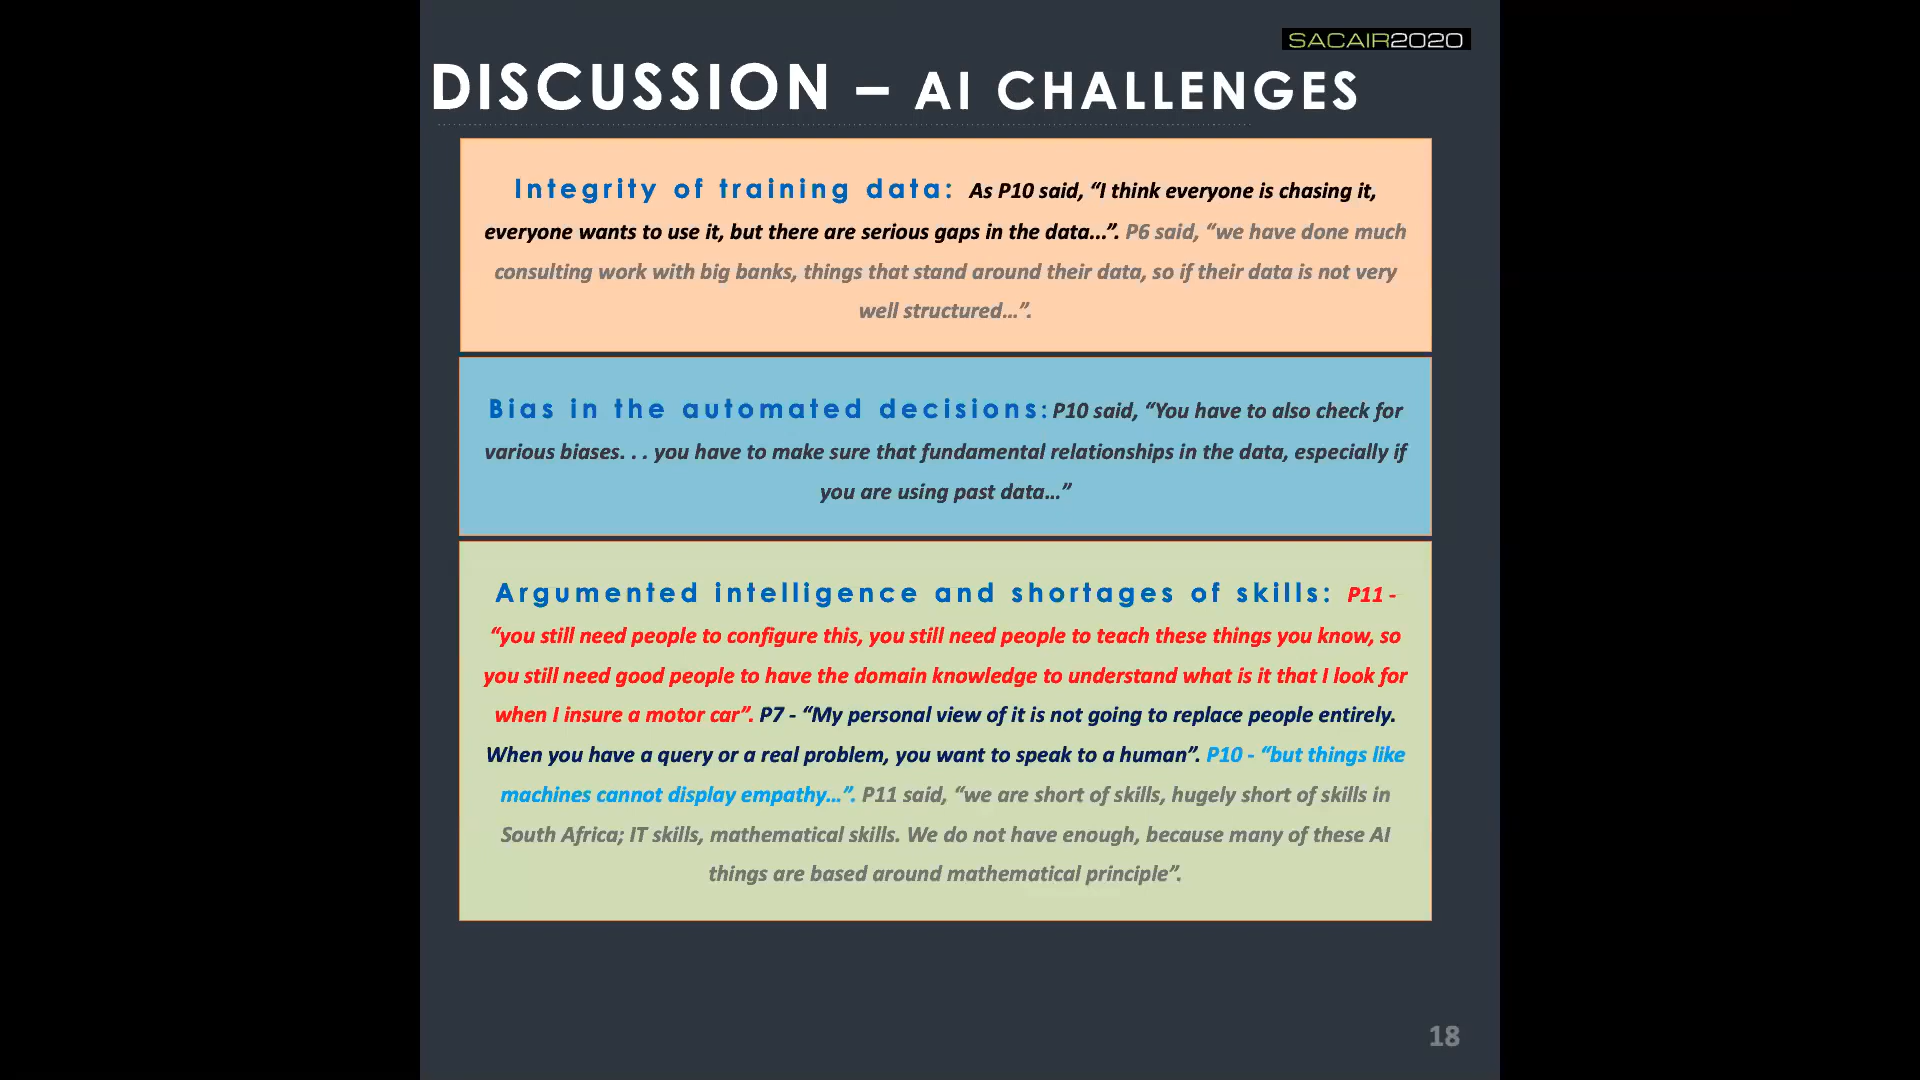 SACAIR2020
DISCUSSION – AI CHALLENGES
Integrity of training data: As P10 said, “I think everyone is chasing it,
everyone wants to use it, but there are serious gaps in the data...”. P6 said, “we have done much
consulting work with big banks, things that stand around their data, so if their data is not very
well structured...”.
Bias in the automated decisions: P10 said, “You have to also check for
various biases. . . you have to make sure that fundamental relationships in the data, especially if
you are using past data...”
Argumented intelligence and shortages of skills: P11 -
“you still need people to configure this, you still need people to teach these things you know, so
you still need good people to have the domain knowledge to understand what is it that I look for
when I insure a motor car”. P7 - “My personal view of it is not going to replace people entirely.
When you have a query or a real problem, you want to speak to a human”. P10 - “but things like
machines cannot display empathy...”. P11 said, “we are short of skills, hugely short of skills in
South Africa; IT skills, mathematical skills. We do not have enough, because many of these AI
things are based around mathematical principle”.
18